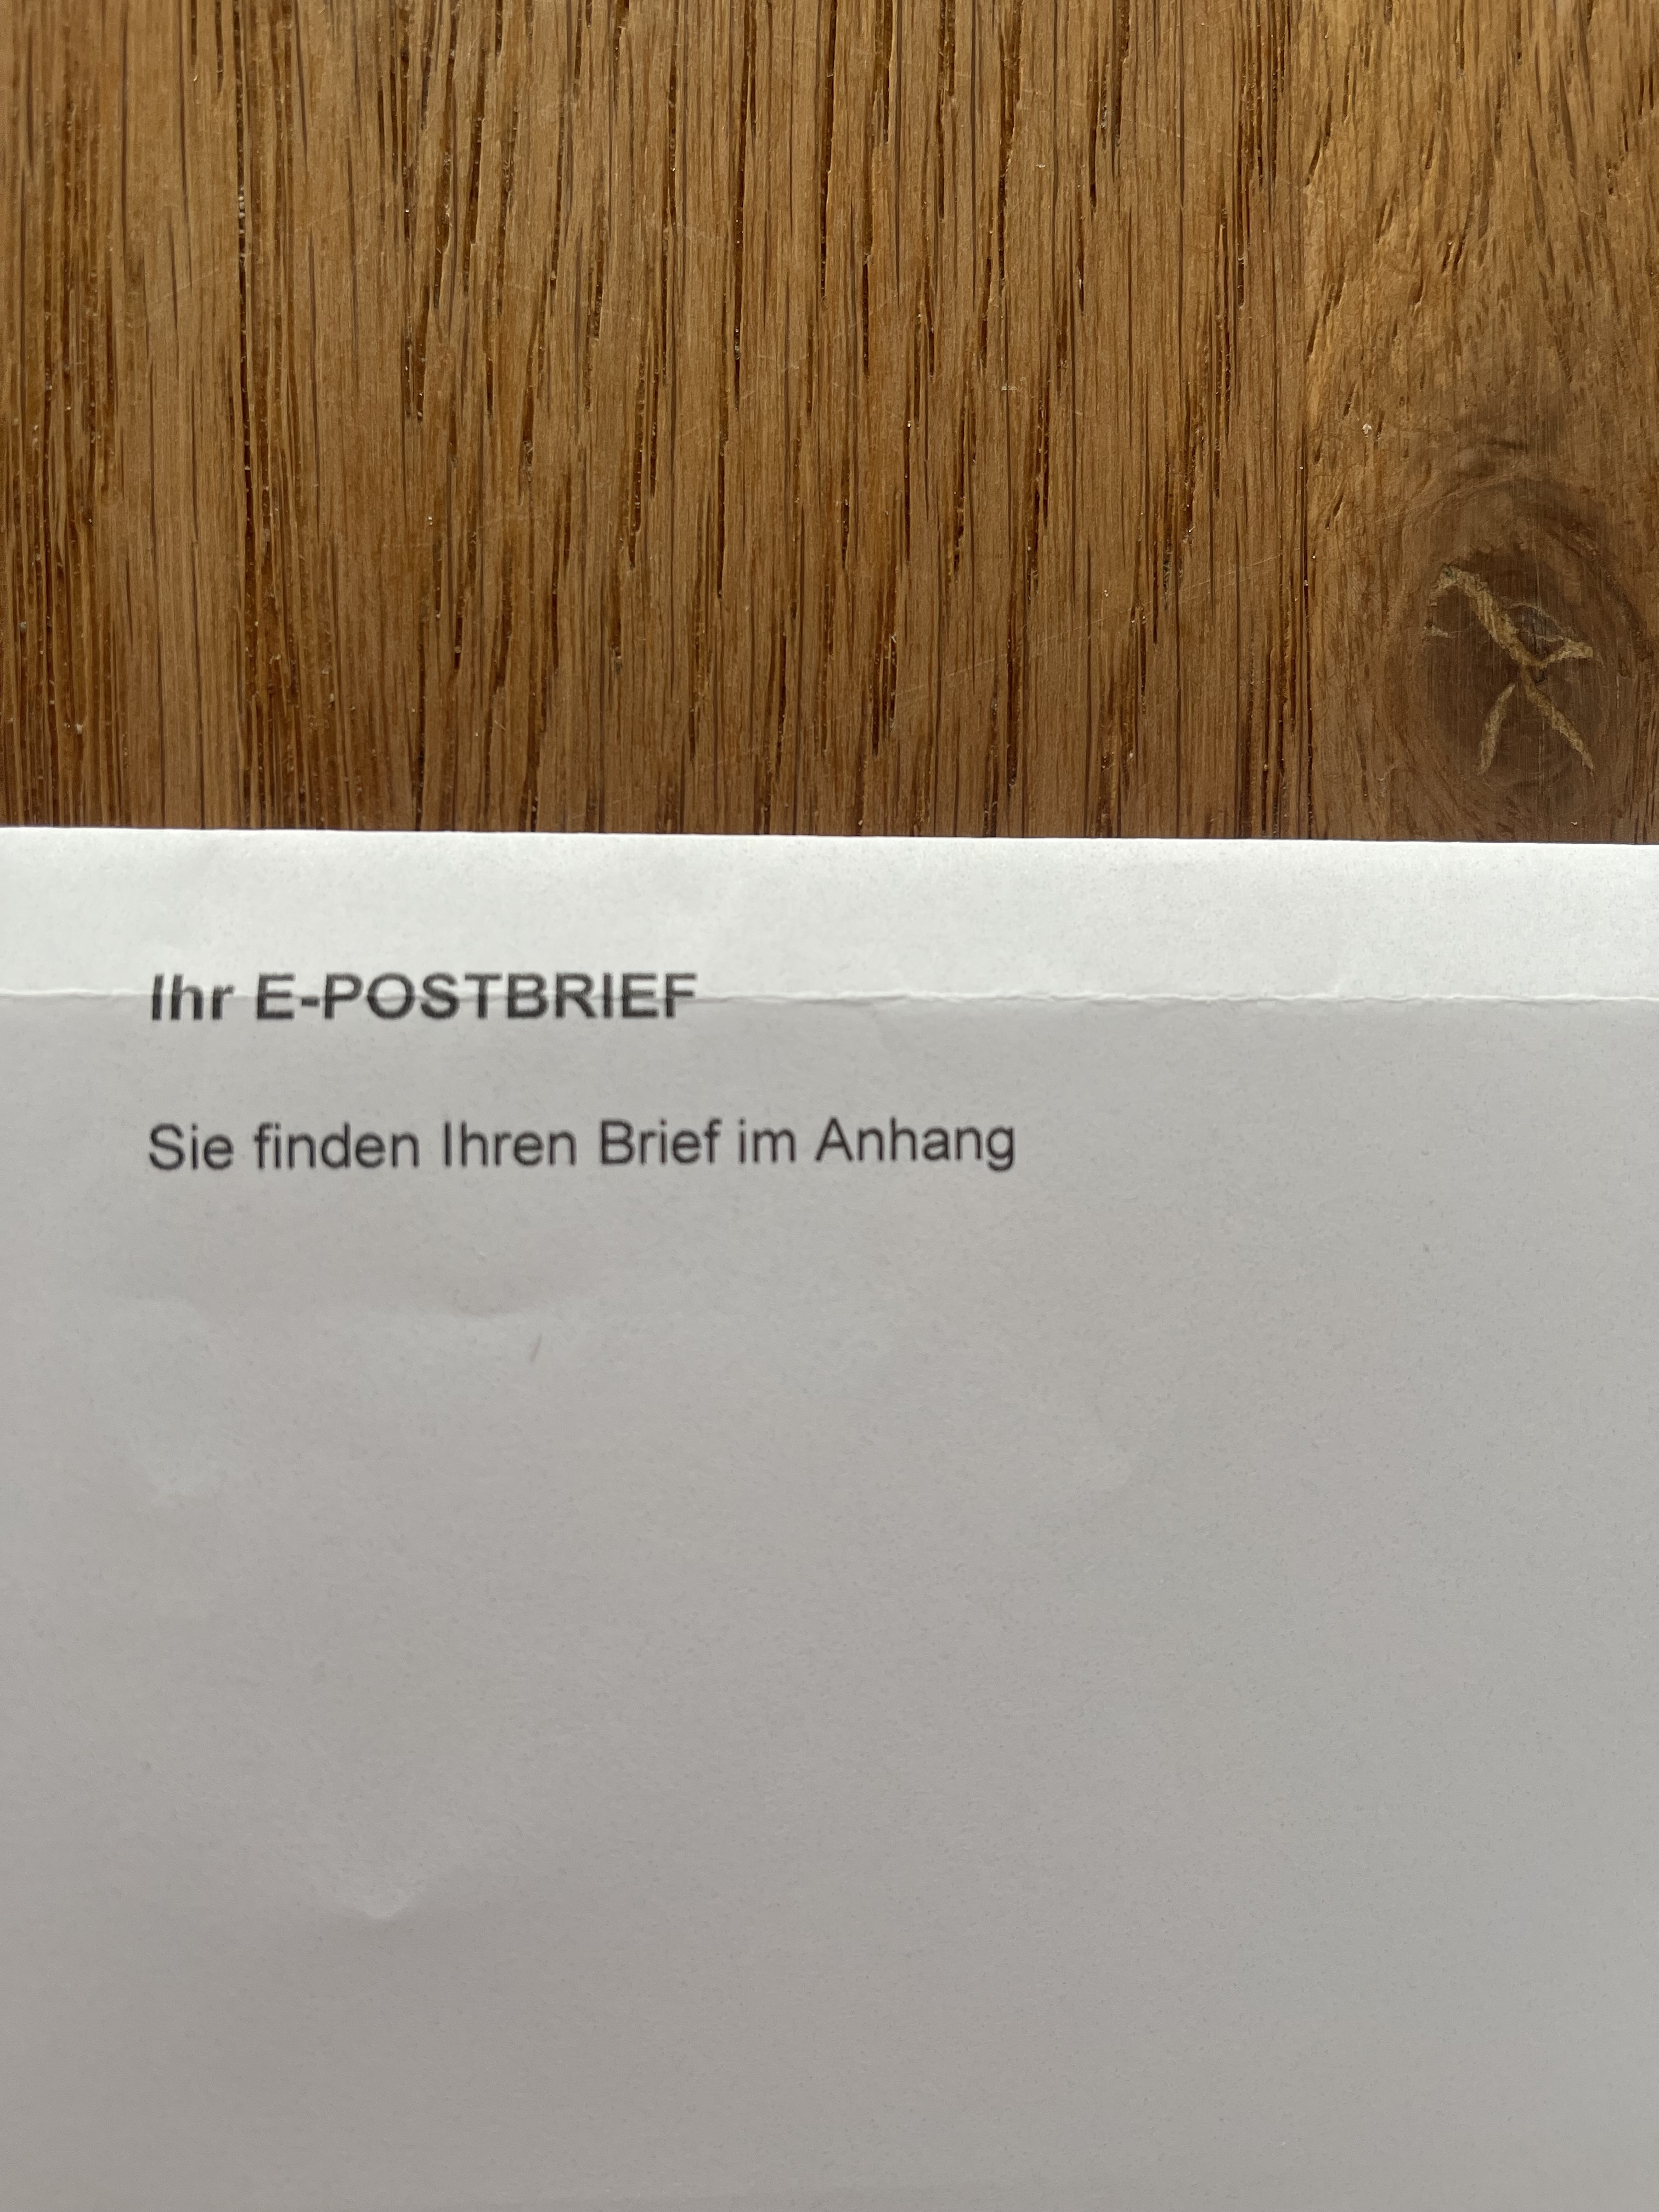 Ihr E-POSTBRIEF
Sie finden Ihren Brief im Anhang